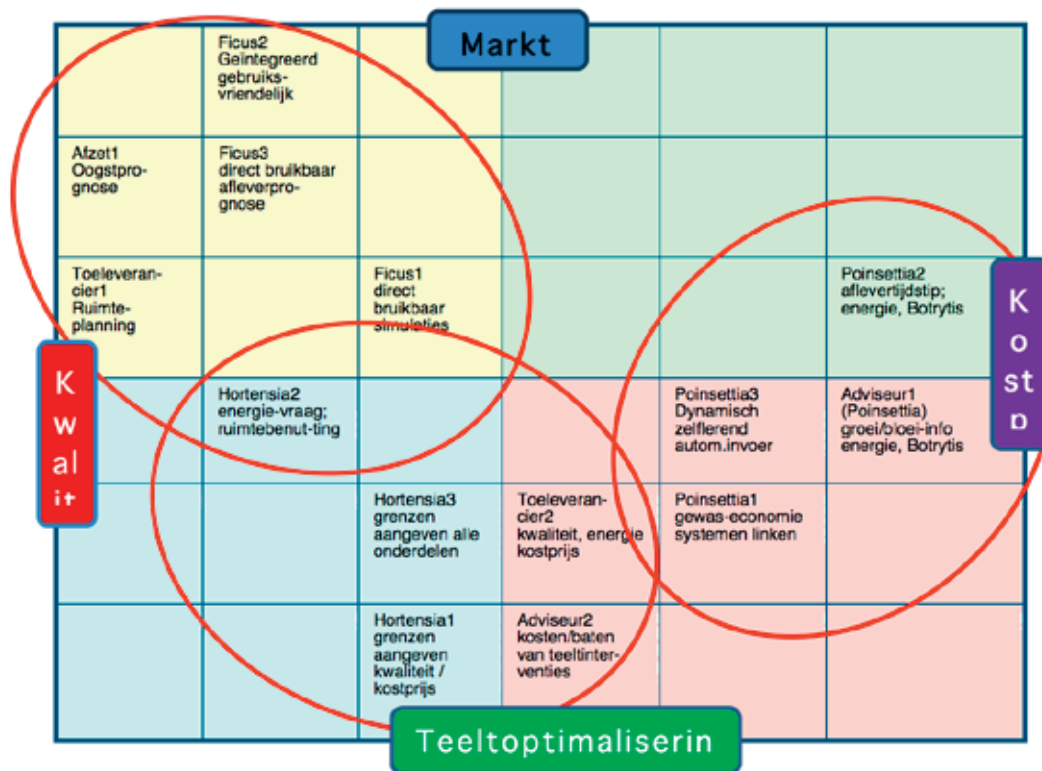 Markt
Ficus2
Geïntegreerd
gebruiks-
vriendelijk
Afzet1
Oogstpro-
gnose
Ficus3
direct bruikbaar
afleverpro-
gnose
Toeleveran-
cier1
Ruimte-
planning
Ficus1
direct
bruikbaar
simulaties
Poinsettia2
aflevertijdstip;
energie, Botrytis
K
o
st
p
K
w
al
it
Hortensia2
energie-vraag;
ruimtebenut-ting
Poinsettia3
Dynamisch
zelflerend
autom.invoer
Adviseur1
(Poinsettia)
groei/bloei-info
energie, Botrytis
Hortensia3
grenzen
aangeven alle
onderdelen
Toeleveran-
cier2
kwaliteit, energie
kostprijs
Poinsettia1
gewas-economie
systemen linken
Hortensia1
grenzen
aangeven
kwaliteit /
kostprijs
Adviseur2
kosten/baten
van teeltinter-
venties
Teeltoptimaliserin